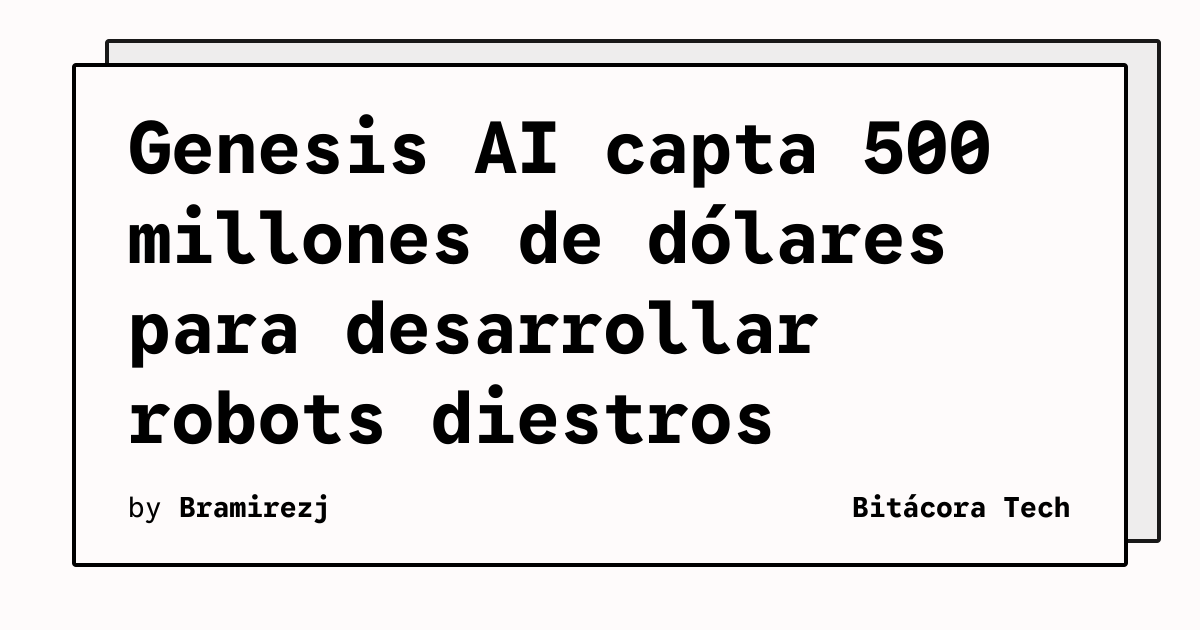 Genesis AI capta 500
millones de dólares
para desarrollar
robots diestros
by Bramirezj
Bitácora Tech